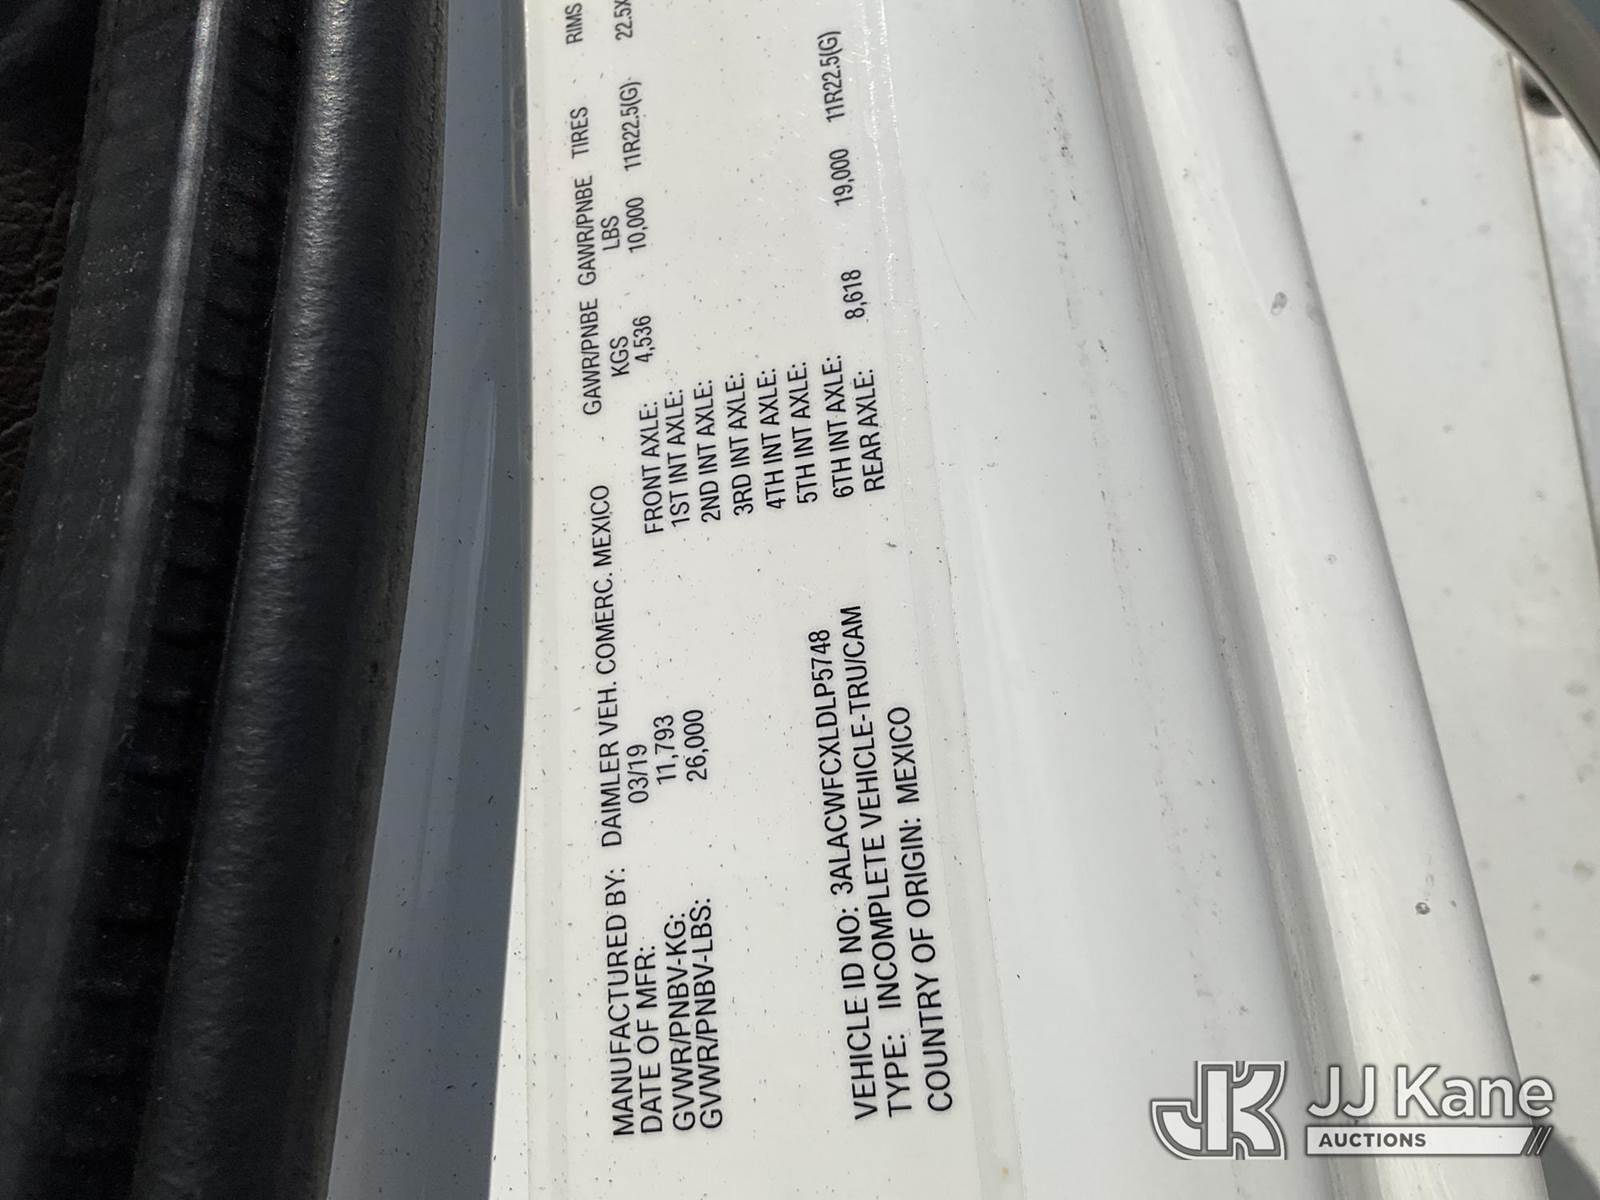 MANUFACTURED BY: DAIMLER VEH. COMERC. MEXICO
DATE OF MFR: 03/19
GVWR/PNBV-KG: 11,793
GVWR/PNBV-LBS: 26,000
GAWR/PNBE GAWR/PNBE TIRES RIMS
KGS LBS
FRONT AXLE: 4,536 10,000 11R22.5(G)
1ST INT AXLE:
2ND INT AXLE:
3RD INT AXLE:
4TH INT AXLE:
5TH INT AXLE:
6TH INT AXLE:
REAR AXLE: 8,618 19,000 11R22.5(G)
VEHICLE ID NO: 3ALACWFCXLDLP5748
TYPE: INCOMPLETE VEHICLE-TRU/CAM
COUNTRY OF ORIGIN: MEXICO
JK JJ Kane
AUCTIONS